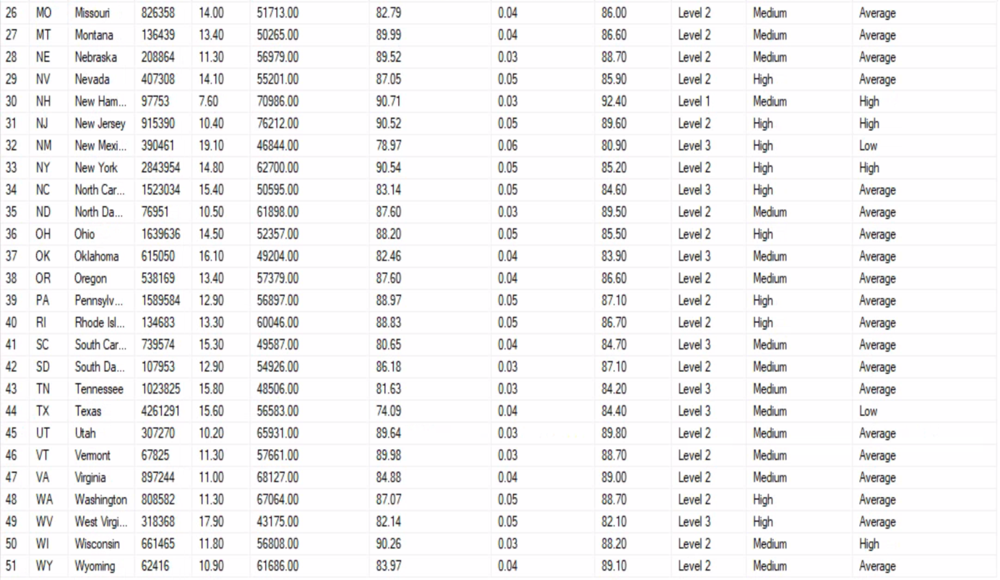 26 MO Missouri 826358 14.00 51713.00 82.79 0.04 86.00 Level 2 Medium Average
27 MT Montana 136439 13.40 50265.00 89.99 0.04 86.60 Level 2 Medium Average
28 NE Nebraska 208864 11.30 56979.00 89.52 0.03 88.70 Level 2 Medium Average
29 NV Nevada 407308 14.10 55201.00 87.05 0.05 85.90 Level 2 High Average
30 NH New Ham... 97753 7.60 70986.00 90.71 0.03 92.40 Level 1 Medium High
31 NJ New Jersey 915390 10.40 76212.00 90.52 0.05 89.60 Level 2 High High
32 NM New Mexi... 390461 19.10 46844.00 78.97 0.06 80.90 Level 3 High Low
33 NY New York 2843954 14.80 62700.00 90.54 0.05 85.20 Level 2 High High
34 NC North Car... 1523034 15.40 50595.00 83.14 0.05 84.60 Level 3 High Average
35 ND North Da... 76951 10.50 61898.00 87.60 0.03 89.50 Level 2 Medium Average
36 OH Ohio 1639636 14.50 52357.00 88.20 0.05 85.50 Level 2 High Average
37 OK Oklahoma 615050 16.10 49204.00 82.46 0.04 83.90 Level 3 Medium Average
38 OR Oregon 538169 13.40 57379.00 87.60 0.04 86.60 Level 2 Medium Average
39 PA Pennsylv... 1589584 12.90 56897.00 88.97 0.05 87.10 Level 2 High Average
40 RI Rhode Isl... 134683 13.30 60046.00 88.83 0.05 86.70 Level 2 High Average
41 SC South Car... 739574 15.30 49587.00 80.65 0.04 84.70 Level 3 Medium Average
42 SD South Da... 107953 12.90 54926.00 86.18 0.03 87.10 Level 2 Medium Average
43 TN Tennessee 1023825 15.80 48506.00 81.63 0.03 84.20 Level 3 Medium Average
44 TX Texas 4261291 15.60 56583.00 74.09 0.04 84.40 Level 3 Medium Low
45 UT Utah 307270 10.20 65931.00 89.64 0.03 89.80 Level 2 Medium Average
46 VT Vermont 67825 11.30 57661.00 89.98 0.03 88.70 Level 2 Medium Average
47 VA Virginia 897244 11.00 68127.00 84.88 0.04 89.00 Level 2 Medium Average
48 WA Washington 808582 11.30 67064.00 87.07 0.05 88.70 Level 2 High Average
49 WV West Virgi... 318368 17.90 43175.00 82.14 0.05 82.10 Level 3 High Average
50 WI Wisconsin 661465 11.80 56808.00 90.26 0.03 88.20 Level 2 Medium High
51 WY Wyoming 62416 10.90 61686.00 83.97 0.04 89.10 Level 2 Medium Average